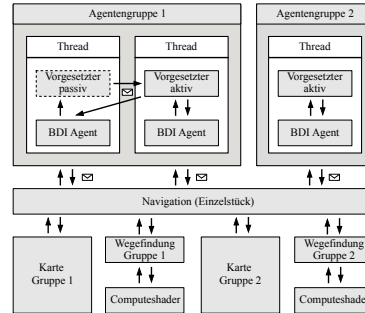 Agentengruppe 1
Agentengruppe 2
Thread
Thread
Thread
Vorgesetzter
passiv
Vorgesetzter
aktiv
Vorgesetzter
aktiv
BDI Agent
BDI Agent
BDI Agent
Navigation (Einzelstück)
Karte
Gruppe 1
Wegefindung
Gruppe 1
Karte
Gruppe 2
Wegefindung
Gruppe 2
Computeshader
Computeshader